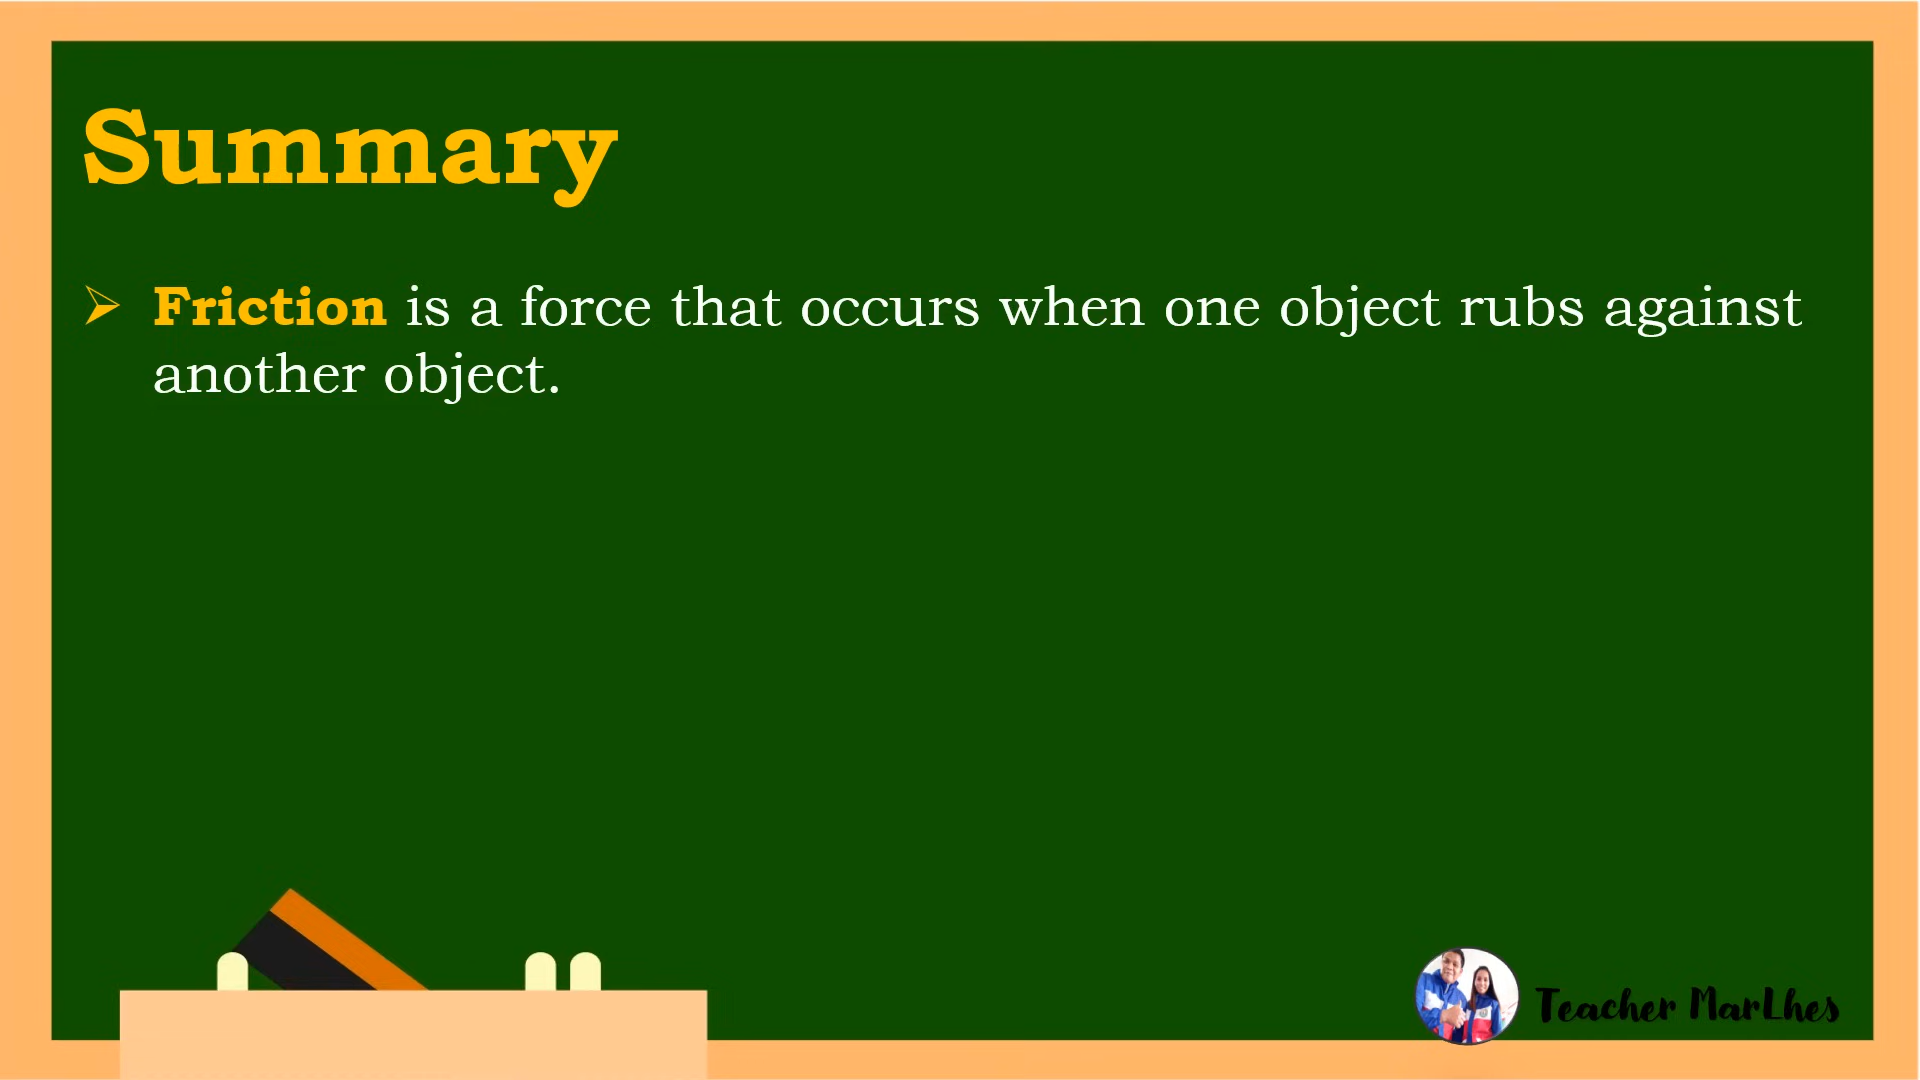 Summary
➢ Friction is a force that occurs when one object rubs against
another object.
Teacher MarLhes